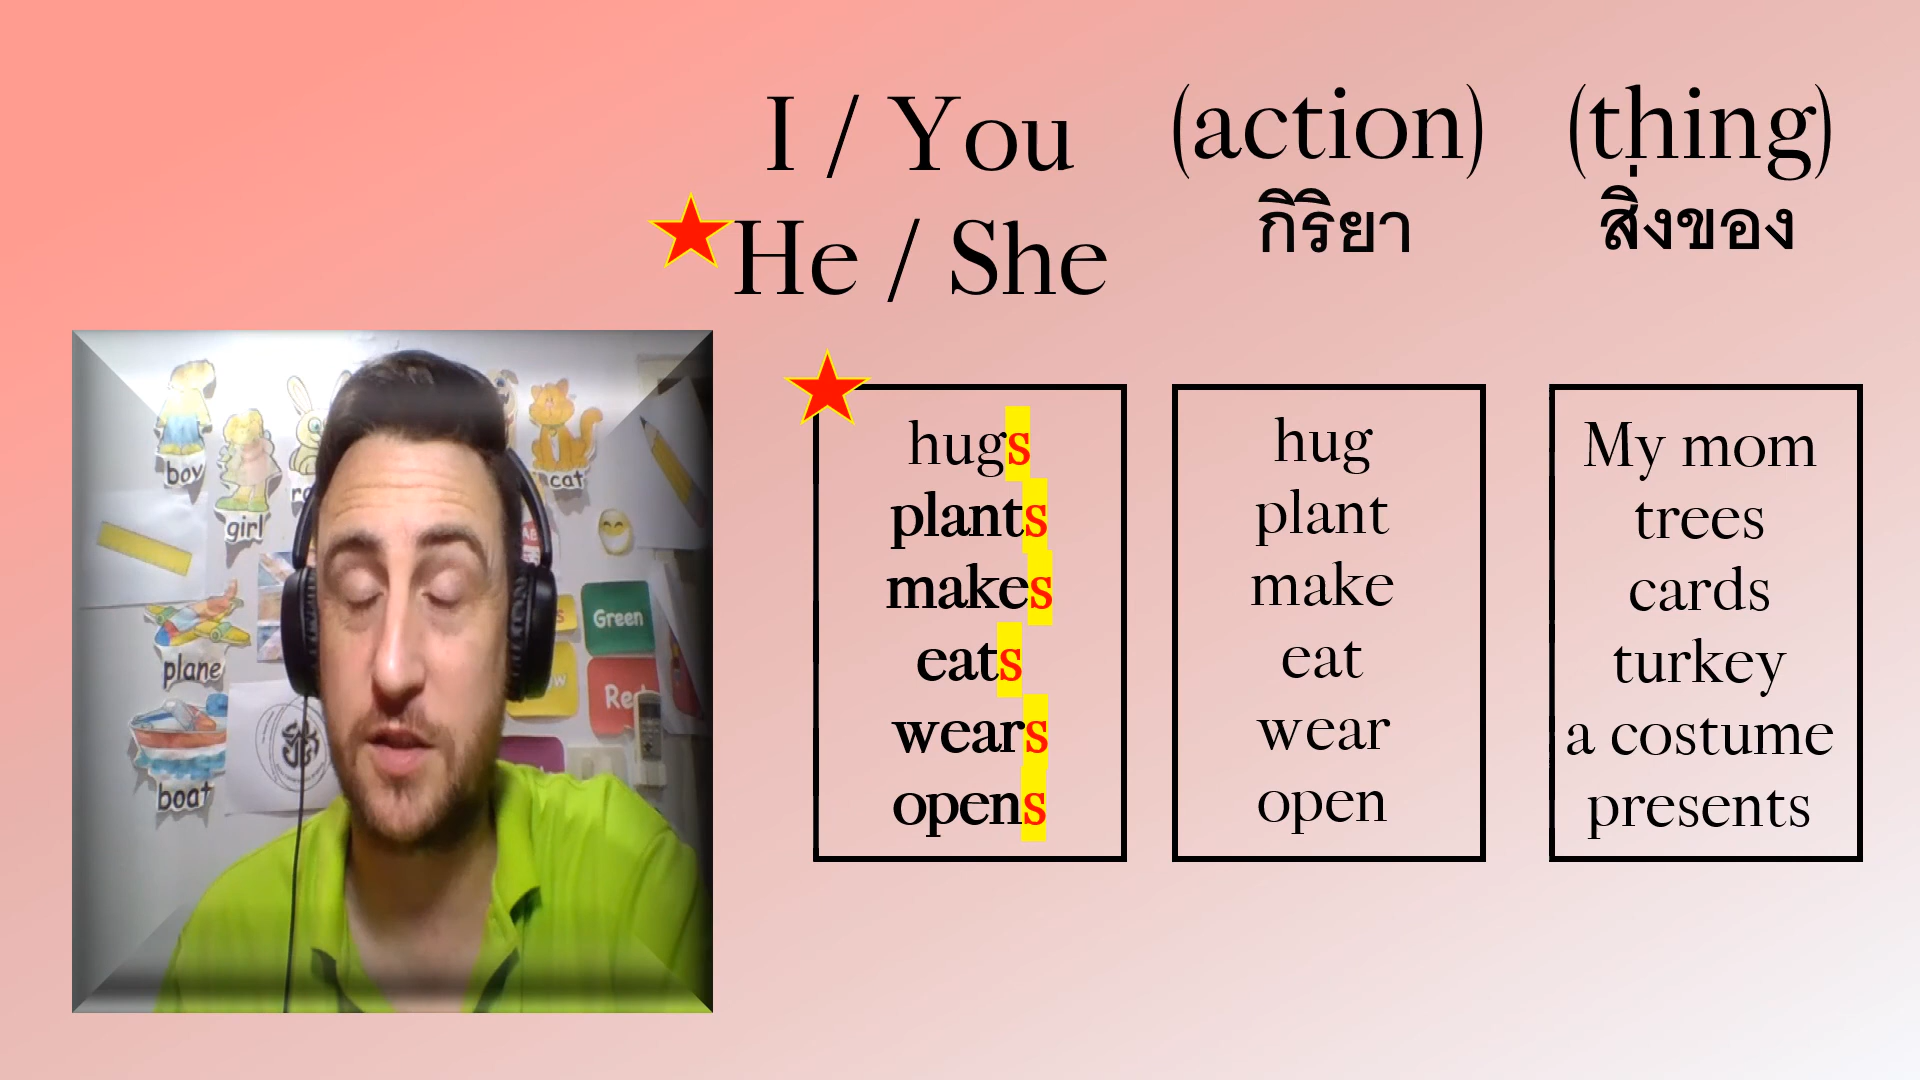 I / You
He / She
(action)
กิริยา
(thing)
สิ่งของ
hugs
plants
makes
eats
wears
opens
hug
plant
make
eat
wear
open
My mom
trees
cards
turkey
a costume
presents
boy
girl
cat
plane
boat
Green